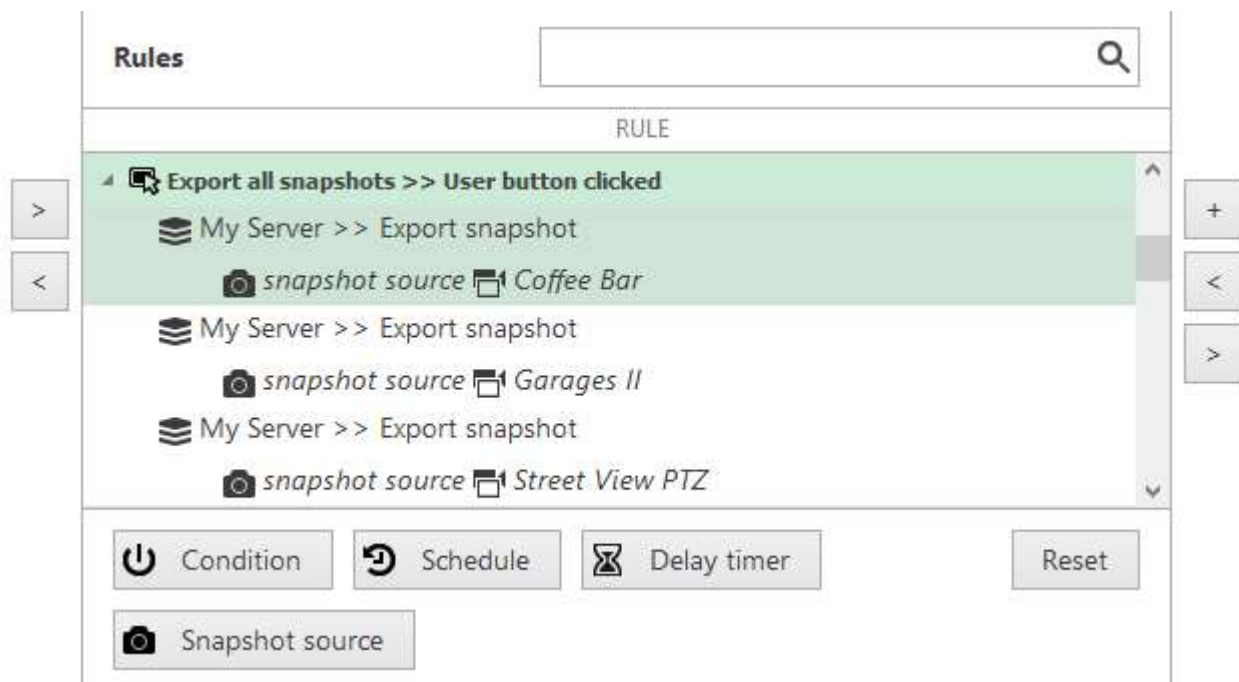 Rules
RULE
Export all snapshots >> User button clicked
>
My Server >> Export snapshot
+
<
snapshot source Coffee Bar
<
My Server >> Export snapshot
>
snapshot source Garages II
My Server >> Export snapshot
snapshot source Street View PTZ
Condition Schedule Delay timer Reset
Snapshot source